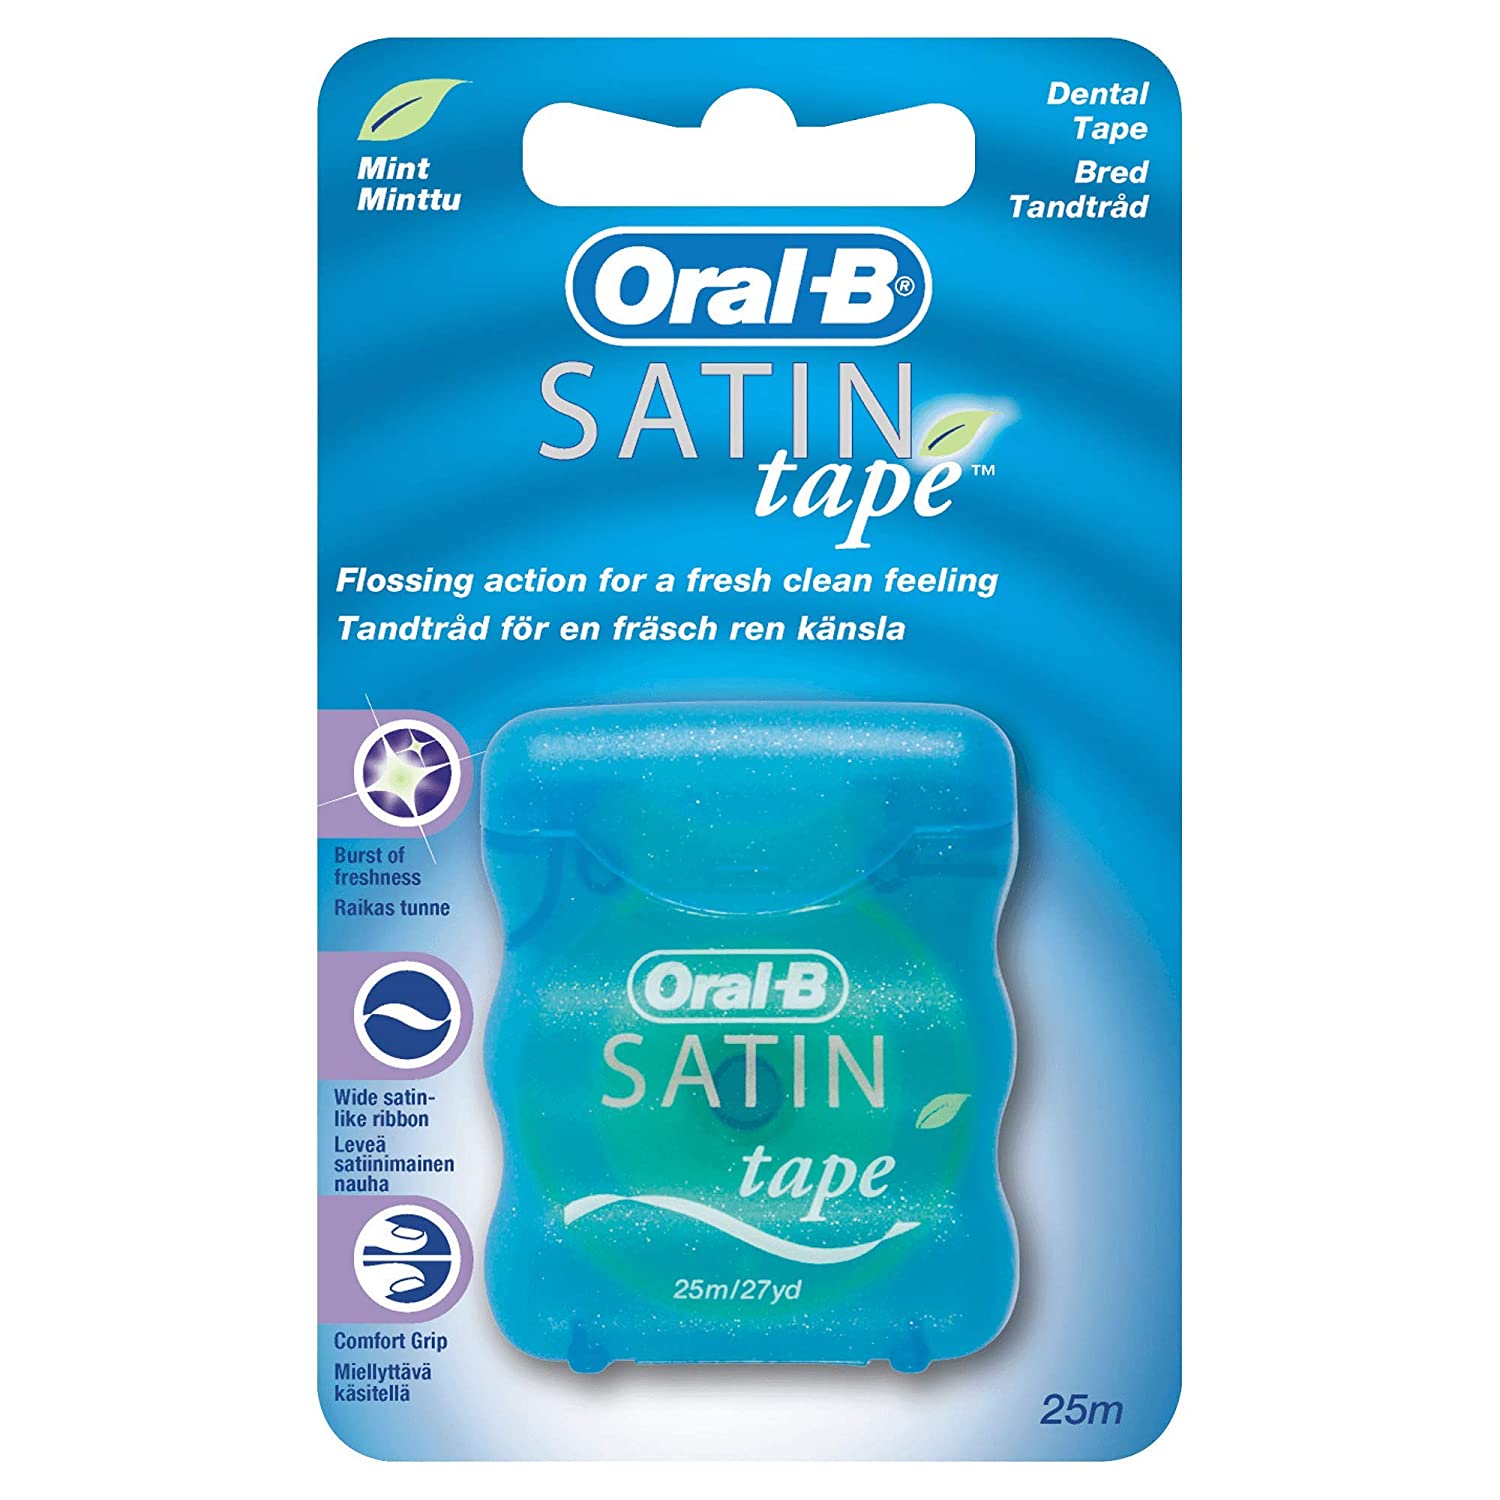 Mint
Minttu
Dental
Tape
Bred
Tandtråd
Oral-B®
SATIN
tape™
Flossing action for a fresh clean feeling
Tandtråd för en fräsch ren känsla
Burst of
freshness
Raikas tunne
Wide satin-
like ribbon
Leveä
satiinimainen
nauha
Comfort Grip
Miellyttävä
käsitellä
Oral-B
SATIN
tape
25m/27yd
25m